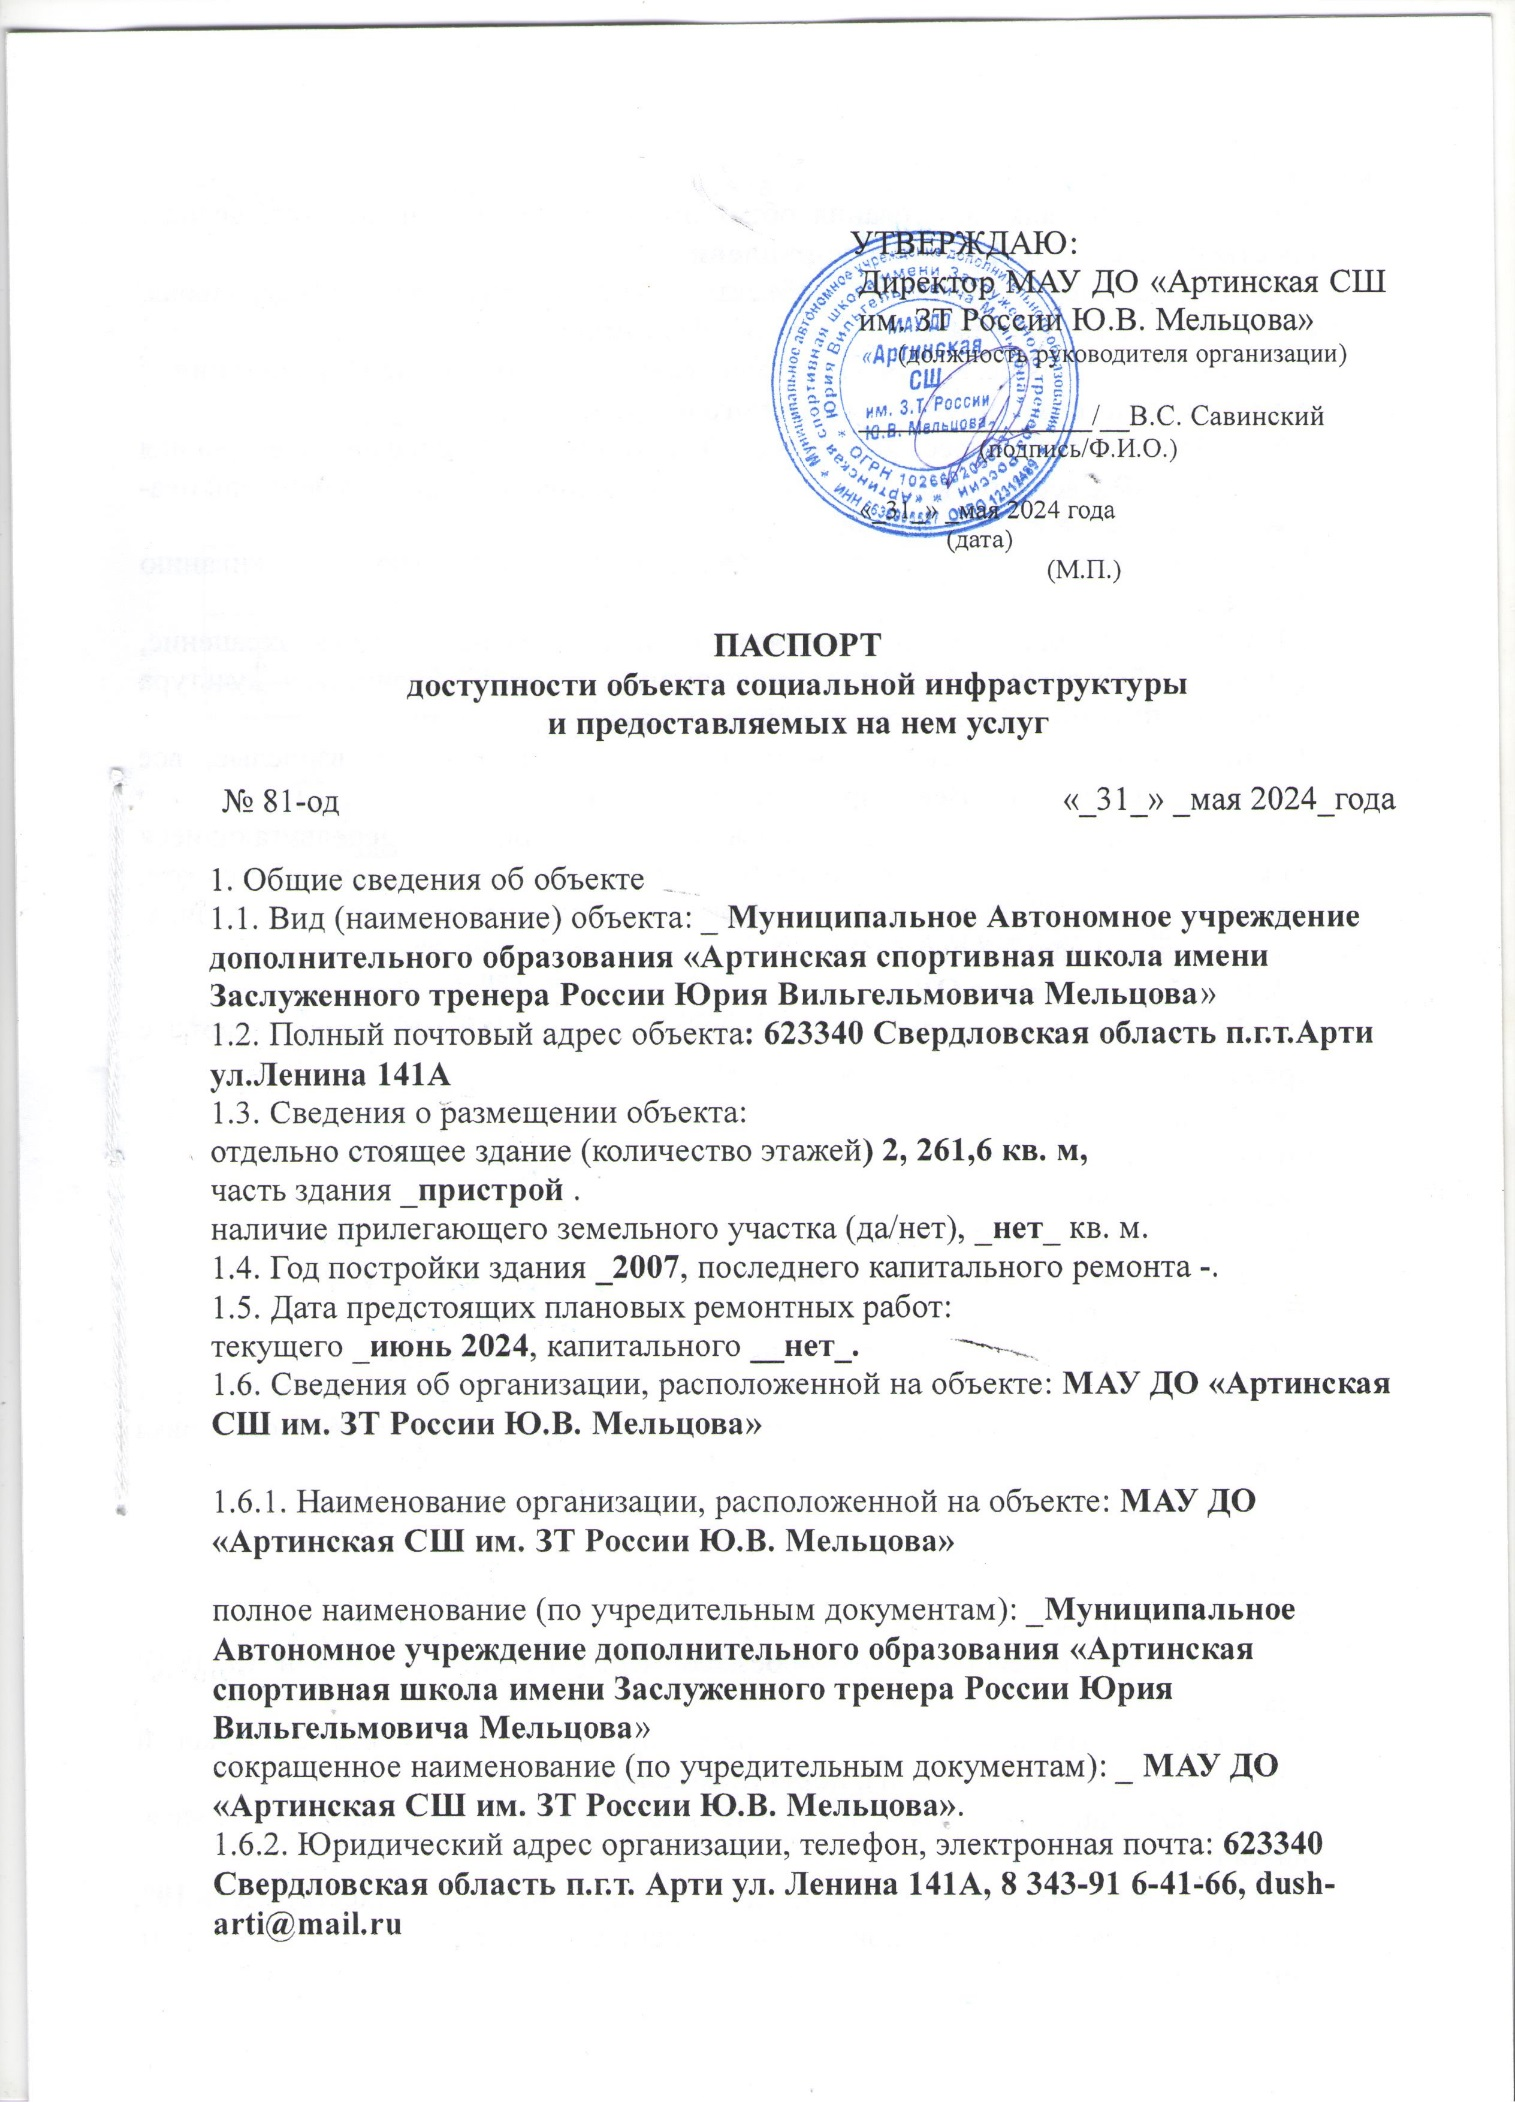 УТВЕРЖДАЮ:
Директор МАУ ДО «Артинская СШ
им. ЗТ России Ю.В. Мельцова»
(должность руководителя организации)
/__В.С. Савинский
(подпись/Ф.И.О.)
«_31_» _мая 2024 года
(дата)
(М.П.)
МАУ ДО
«Артинская
СШ
им. З.Т. России
Ю.В. Мельцова
ПАСПОРТ
доступности объекта социальной инфраструктуры
и предоставляемых на нем услуг
№ 81-од «_31_» _мая 2024_года
1. Общие сведения об объекте
1.1. Вид (наименование) объекта: _ Муниципальное Автономное учреждение
дополнительного образования «Артинская спортивная школа имени
Заслуженного тренера России Юрия Вильгельмовича Мельцова»
1.2. Полный почтовый адрес объекта: 623340 Свердловская область п.г.т.Арти
ул.Ленина 141А
1.3. Сведения о размещении объекта:
отдельно стоящее здание (количество этажей) 2, 261,6 кв. м,
часть здания _пристрой .
наличие прилегающего земельного участка (да/нет), _нет_ кв. м.
1.4. Год постройки здания _2007, последнего капитального ремонта -.
1.5. Дата предстоящих плановых ремонтных работ:
текущего _июнь 2024, капитального __нет_.
1.6. Сведения об организации, расположенной на объекте: МАУ ДО «Артинская
СШ им. ЗТ России Ю.В. Мельцова»
1.6.1. Наименование организации, расположенной на объекте: МАУ ДО
«Артинская СШ им. ЗТ России Ю.В. Мельцова»
полное наименование (по учредительным документам): _Муниципальное
Автономное учреждение дополнительного образования «Артинская
спортивная школа имени Заслуженного тренера России Юрия
Вильгельмовича Мельцова»
сокращенное наименование (по учредительным документам): _ МАУ ДО
«Артинская СШ им. ЗТ России Ю.В. Мельцова».
1.6.2. Юридический адрес организации, телефон, электронная почта: 623340
Свердловская область п.г.т. Арти ул. Ленина 141А, 8 343-91 6-41-66, dush-
arti@mail.ru